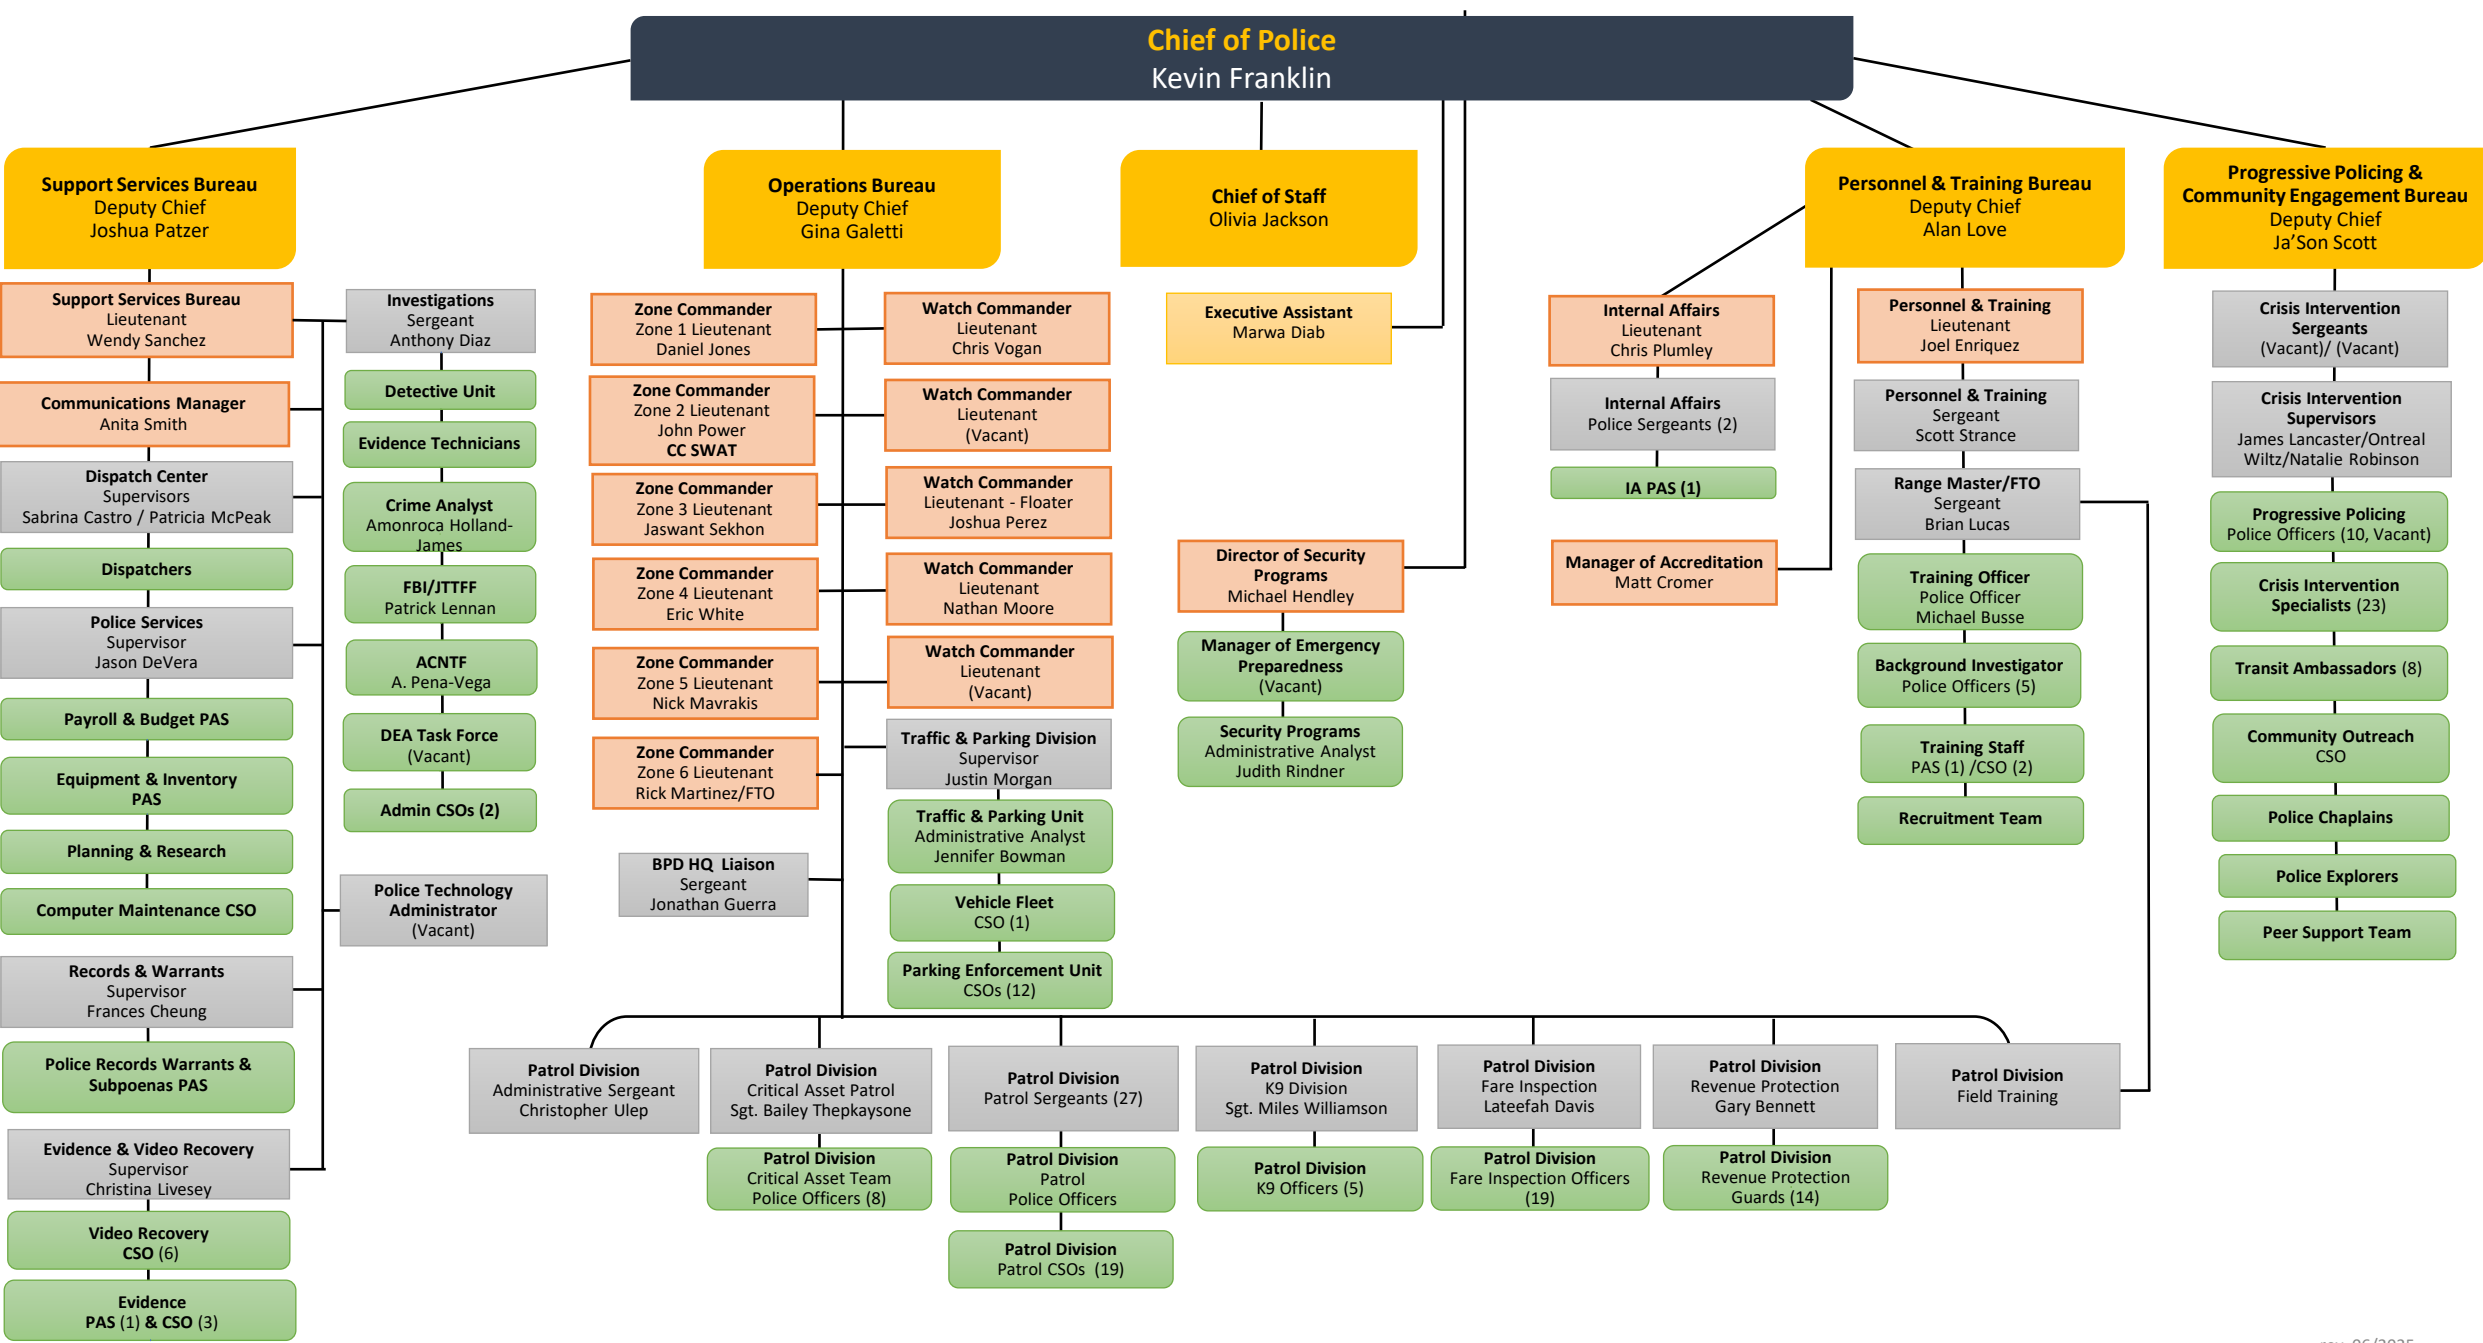 Chief of Police
Kevin Franklin
Support Services Bureau
Deputy Chief
Joshua Patzer
Operations Bureau
Deputy Chief
Gina Galetti
Chief of Staff
Olivia Jackson
Personnel & Training Bureau
Deputy Chief
Alan Love
Progressive Policing &
Community Engagement Bureau
Deputy Chief
Ja’Son Scott
Support Services Bureau
Lieutenant
Wendy Sanchez
Communications Manager
Anita Smith
Dispatch Center
Supervisors
Sabrina Castro / Patricia McPeak
Dispatchers
Police Services
Supervisor
Jason DeVera
Payroll & Budget PAS
Equipment & Inventory
PAS
Planning & Research
Computer Maintenance CSO
Records & Warrants
Supervisor
Frances Cheung
Police Records Warrants &
Subpoenas PAS
Evidence & Video Recovery
Supervisor
Christina Livesey
Video Recovery
CSO (6)
Evidence
PAS (1) & CSO (3)
Investigations
Sergeant
Anthony Diaz
Detective Unit
Evidence Technicians
Crime Analyst
Amonroca Holland-
James
FBI/JTTFF
Patrick Lennan
ACNTF
A. Pena-Vega
DEA Task Force
(Vacant)
Admin CSOs (2)
Police Technology
Administrator
(Vacant)
Zone Commander
Zone 1 Lieutenant
Daniel Jones
Zone Commander
Zone 2 Lieutenant
John Power
CC SWAT
Zone Commander
Zone 3 Lieutenant
Jaswant Sekhon
Zone Commander
Zone 4 Lieutenant
Eric White
Zone Commander
Zone 5 Lieutenant
Nick Mavrakis
Zone Commander
Zone 6 Lieutenant
Rick Martinez/FTO
BPD HQ Liaison
Sergeant
Jonathan Guerra
Watch Commander
Lieutenant
Chris Vogan
Watch Commander
Lieutenant
(Vacant)
Watch Commander
Lieutenant - Floater
Joshua Perez
Watch Commander
Lieutenant
Nathan Moore
Watch Commander
Lieutenant
(Vacant)
Traffic & Parking Division
Supervisor
Justin Morgan
Traffic & Parking Unit
Administrative Analyst
Jennifer Bowman
Vehicle Fleet
CSO (1)
Parking Enforcement Unit
CSOs (12)
Executive Assistant
Marwa Diab
Director of Security
Programs
Michael Hendley
Manager of Emergency
Preparedness
(Vacant)
Security Programs
Administrative Analyst
Judith Rindner
Internal Affairs
Lieutenant
Chris Plumley
Internal Affairs
Police Sergeants (2)
IA PAS (1)
Manager of Accreditation
Matt Cromer
Personnel & Training
Lieutenant
Joel Enriquez
Personnel & Training
Sergeant
Scott Strance
Range Master/FTO
Sergeant
Brian Lucas
Training Officer
Police Officer
Michael Busse
Background Investigator
Police Officers (5)
Training Staff
PAS (1) /CSO (2)
Recruitment Team
Crisis Intervention
Sergeants
(Vacant)/ (Vacant)
Crisis Intervention
Supervisors
James Lancaster/Ontreal
Wiltz/Natalie Robinson
Progressive Policing
Police Officers (10, Vacant)
Crisis Intervention
Specialists (23)
Transit Ambassadors (8)
Community Outreach
CSO
Police Chaplains
Police Explorers
Peer Support Team
Patrol Division
Administrative Sergeant
Christopher Ulep
Patrol Division
Critical Asset Patrol
Sgt. Bailey Thepkaysone
Patrol Division
Critical Asset Team
Police Officers (8)
Patrol Division
Patrol Sergeants (27)
Patrol Division
Patrol
Police Officers
Patrol Division
Patrol CSOs (19)
Patrol Division
K9 Division
Sgt. Miles Williamson
Patrol Division
K9 Officers (5)
Patrol Division
Fare Inspection
Lateefah Davis
Patrol Division
Fare Inspection Officers
(19)
Patrol Division
Revenue Protection
Gary Bennett
Patrol Division
Revenue Protection
Guards (14)
Patrol Division
Field Training
rev. 06/2025